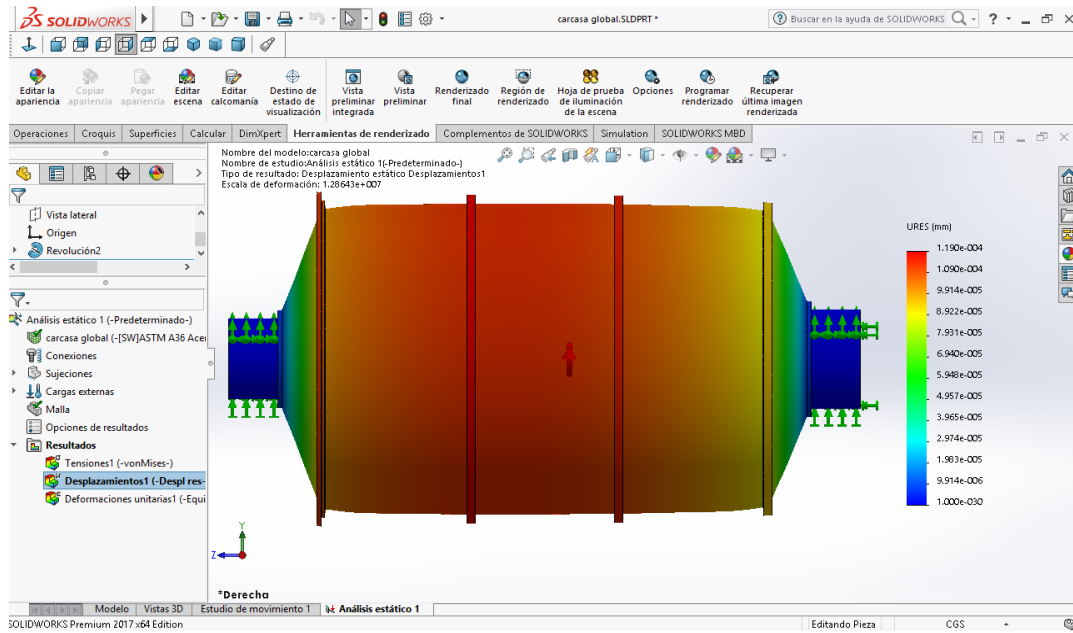 SOLIDWORKS
carcasa global.SLDPRT *
Buscar en la ayuda de SOLIDWORKS
Editar la apariencia
Copiar apariencia
Pegar apariencia
Editar escena
Editar calcomanía
Destino de estado de visualización
Vista preliminar integrada
Vista preliminar
Renderizado final
Región de renderizado
Hoja de prueba de iluminación de la escena
Opciones
Programar renderizado
Recuperar última imagen renderizada
Operaciones
Croquis
Superficies
Calcular
DimXpert
Herramientas de renderizado
Complementos de SOLIDWORKS
Simulation
SOLIDWORKS MBD
Nombre del modelo:carcasa global
Nombre de estudio:Análisis estático 1(-Predeterminado-)
Tipo de resultado: Desplazamiento estático Desplazamientos1
Escala de deformación: 1.28643e+007
Vista lateral
Origen
Revolución2
Análisis estático 1 (-Predeterminado-)
carcasa global (-[SW]ASTM A36 Acer
Conexiones
Sujeciones
Cargas externas
Malla
Opciones de resultados
Resultados
Tensiones1 (-vonMises-)
Desplazamientos1 (-Despl res-
Deformaciones unitarias1 (-Equi
URES (mm)
1.190e-004
1.090e-004
9.914e-005
8.922e-005
7.931e-005
6.940e-005
5.948e-005
4.957e-005
3.965e-005
2.974e-005
1.983e-005
9.914e-006
1.000e-030
Y
Z
*Derecha
Modelo
Vistas 3D
Estudio de movimiento 1
Análisis estático 1
SOLIDWORKS Premium 2017 x64 Edition
Editando Pieza
CGS